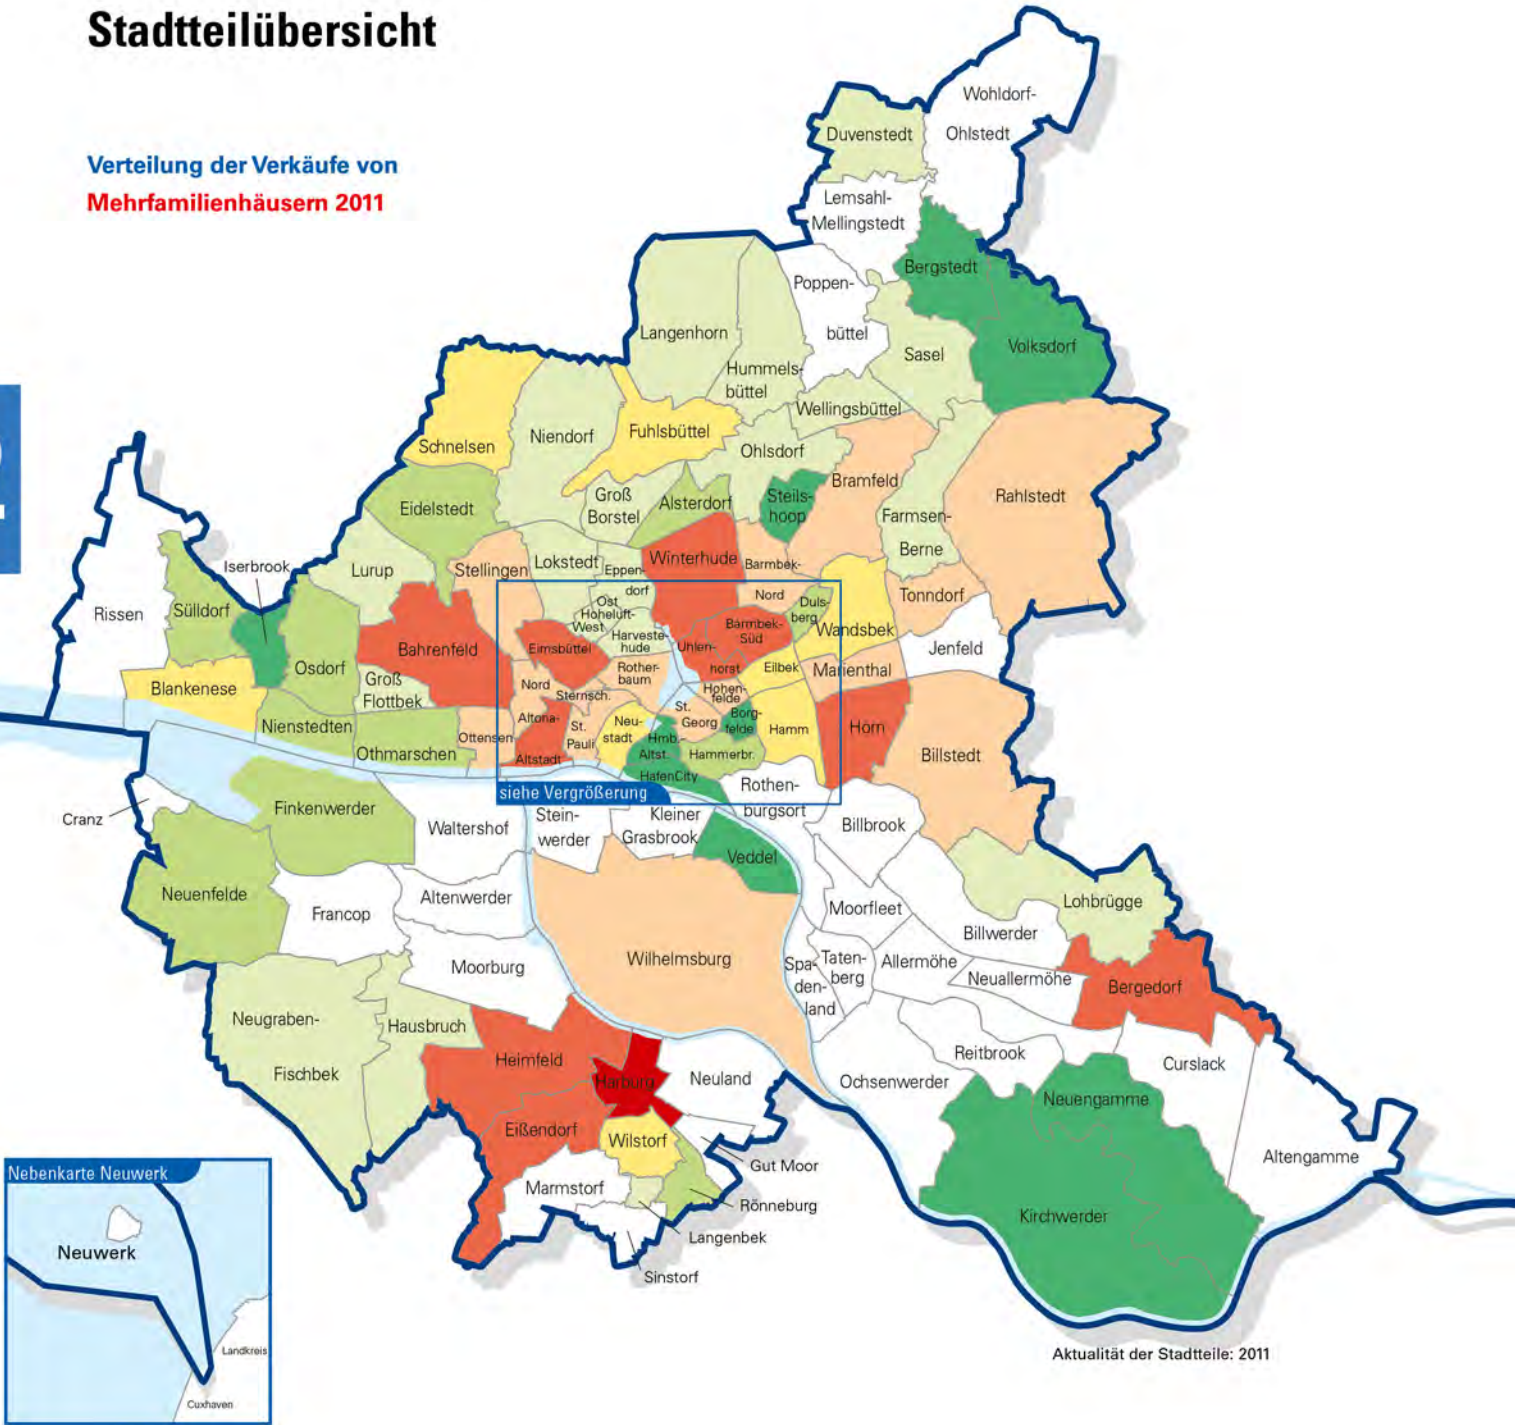 Stadtteilübersicht
Verteilung der Verkäufe von
Mehrfamilienhäusern 2011
Wohldorf-
Ohlstedt
Duvenstedt
Lemsahl-
Mellingstedt
Bergstedt
Poppen-
büttel
Volksdorf
Langenhorn
Hummels-
büttel
Sasel
Wellingsbüttel
Schnelsen
Niendorf
Fuhlsbüttel
Ohlsdorf
Bramfeld
Rahlstedt
Eidelstedt
Groß
Borstel
Alsterdorf
Steils-
hoop
Farmsen-
Berne
Iserbrook
Lurup
Stellingen
Lokstedt
Eppen-
dorf
Winterhude
Barmbek-
Nord
Tonndorf
Rissen
Sülldorf
Ost
Hoheluft-
West
Duls-
berg
Wandsbek
Jenfeld
Bahrenfeld
Eimsbüttel
Harveste-
hude
Barmbek-
Süd
Uhlen-
horst
Osdorf
Groß
Flottbek
Blankenese
Nord
Sternsch.
Rother-
baum
Eilbek
Marienthal
Hohen-
felde
Nienstedten
Othmarschen
Ottensen
Altona-
Altstadt
St.
Pauli
Neu-
stadt
St.
Georg
Borg-
felde
Hamm
Horn
Billstedt
Hmb.-
Altst.
Hammerbr.
HafenCity
siehe Vergrößerung
Rothen-
burgsort
Cranz
Finkenwerder
Waltershof
Stein-
werder
Kleiner
Grasbrook
Billbrook
Veddel
Neuenfelde
Francop
Altenwerder
Moorfleet
Lohbrügge
Billwerder
Moorburg
Wilhelmsburg
Spa-
den-
land
Taten-
berg
Allermöhe
Neuallermöhe
Bergedorf
Neugraben-
Fischbek
Hausbruch
Heimfeld
Harburg
Neuland
Ochsenwerder
Reitbrook
Curslack
Neuengamme
Eißendorf
Wilstorf
Gut Moor
Altengamme
Marmstorf
Rönneburg
Langenbek
Sinstorf
Kirchwerder
Nebenkarte Neuwerk
Neuwerk
Landkreis
Cuxhaven
Aktualität der Stadtteile: 2011